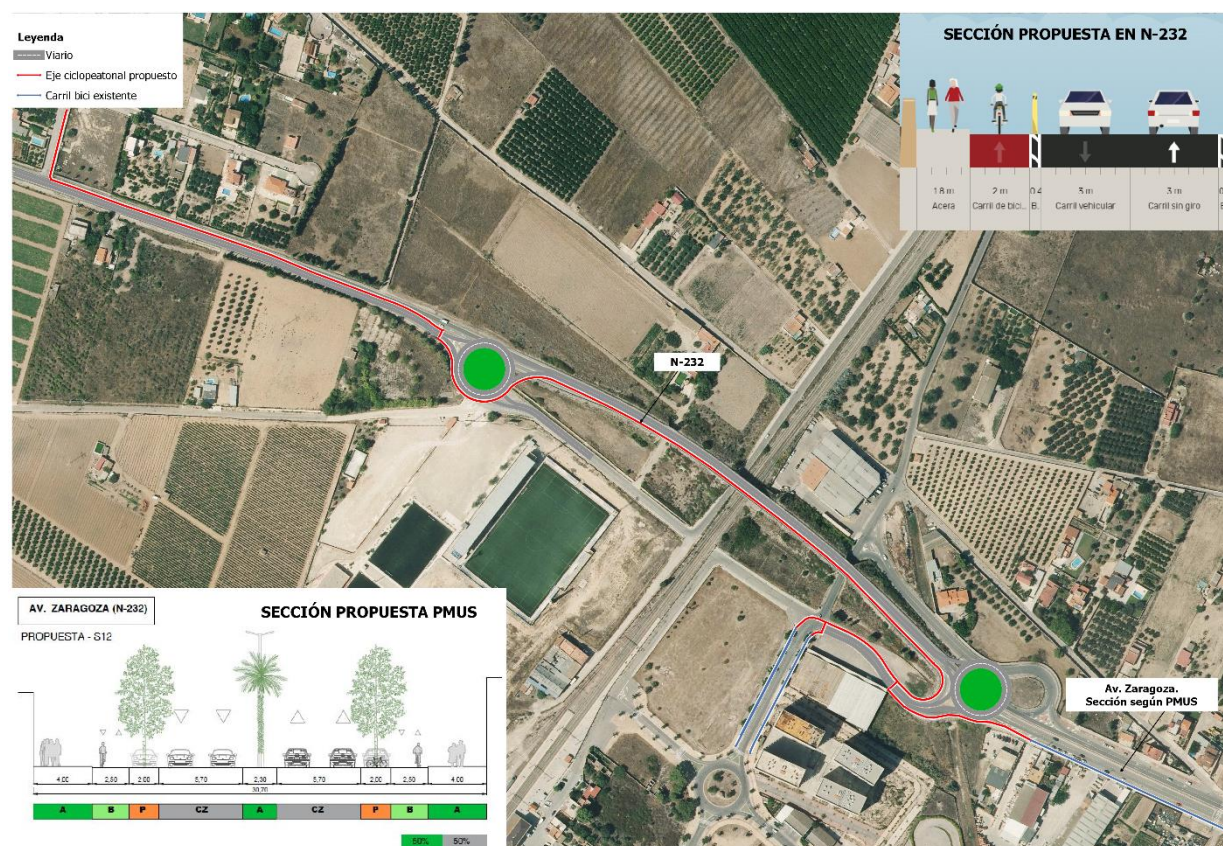 Leyenda
Viario
Eje ciclopeatonal propuesto
Carril bici existente
SECCIÓN PROPUESTA EN N-232
1.8 m
2 m
0.4
3 m
3 m
Acera
Carril de bici...
B.
Carril vehicular
Carril sin giro
N-232
Av. Zaragoza.
Sección según PMUS
AV. ZARAGOZA (N-232)
SECCIÓN PROPUESTA PMUS
PROPUESTA - S12
4,00
2,50
2,00
5,70
2,30
5,70
2,00
2,50
4,00
30,70
A
B
P
CZ
A
CZ
P
B
A
50%
50%